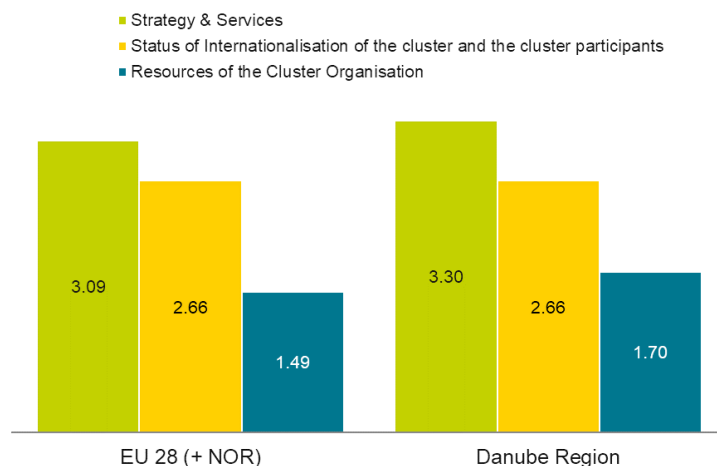 Strategy & Services
Status of Internationalisation of the cluster and the cluster participants
Resources of the Cluster Organisation
3.09
2.66
1.49
3.30
2.66
1.70
EU 28 (+ NOR)
Danube Region